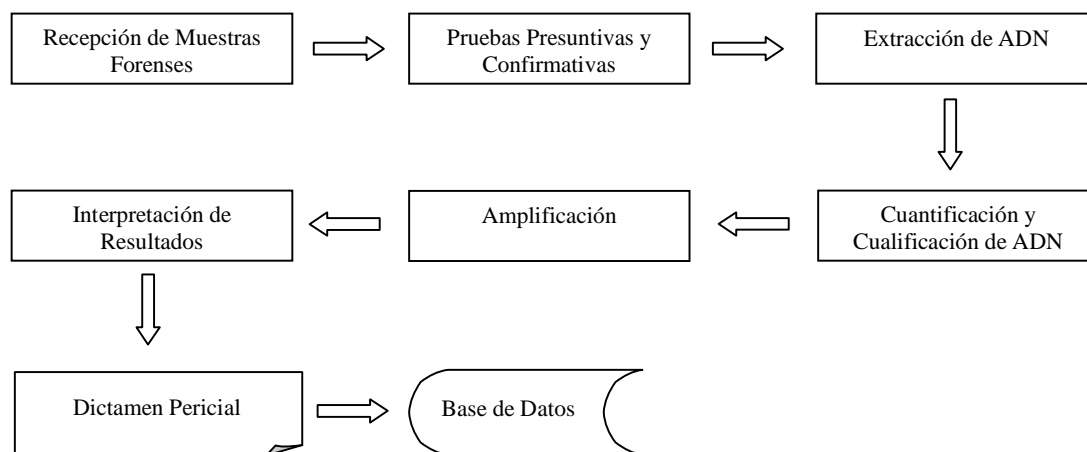 Recepción de Muestras
Forenses
Pruebas Presuntivas y
Confirmativas
Extracción de ADN
Cuantificación y
Cualificación de ADN
Amplificación
Interpretación de
Resultados
Dictamen Pericial
Base de Datos